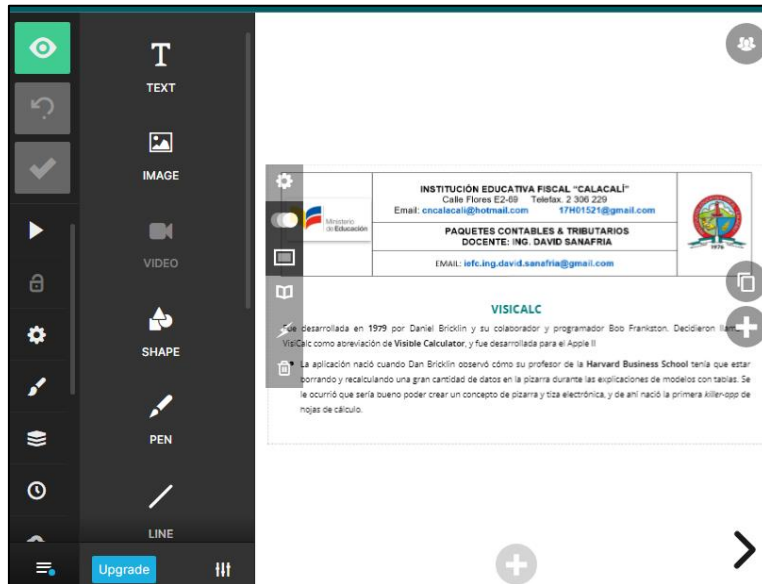 TEXT
IMAGE
VIDEO
SHAPE
PEN
LINE
Upgrade
Ministerio
de Educación
INSTITUCIÓN EDUCATIVA FISCAL “CALACALÍ”
Calle Flores E2-69 Telefax. 2 306 229
Email: cncalacali@hotmail.com 17H01521@gmail.com
PAQUETES CONTABLES & TRIBUTARIOS
DOCENTE: ING. DAVID SANAFRIA
EMAIL: iefc.ing.david.sanafria@gmail.com
1976
VISICALC
Fue desarrollada en 1979 por Daniel Bricklin y su colaborador y programador Bob Frankston. Decidieron
VisiCalc como abreviación de Visible Calculator, y fue desarrollada para el Apple II
La aplicación nació cuando Dan Bricklin observó cómo su profesor de la Harvard Business School tenía que estar
borrando y recalculando una gran cantidad de datos en la pizarra durante las explicaciones de modelos con tablas. Se
le ocurrió que sería bueno poder crear un concepto de pizarra y tiza electrónica, y de ahí nació la primera killer-app de
hojas de cálculo.